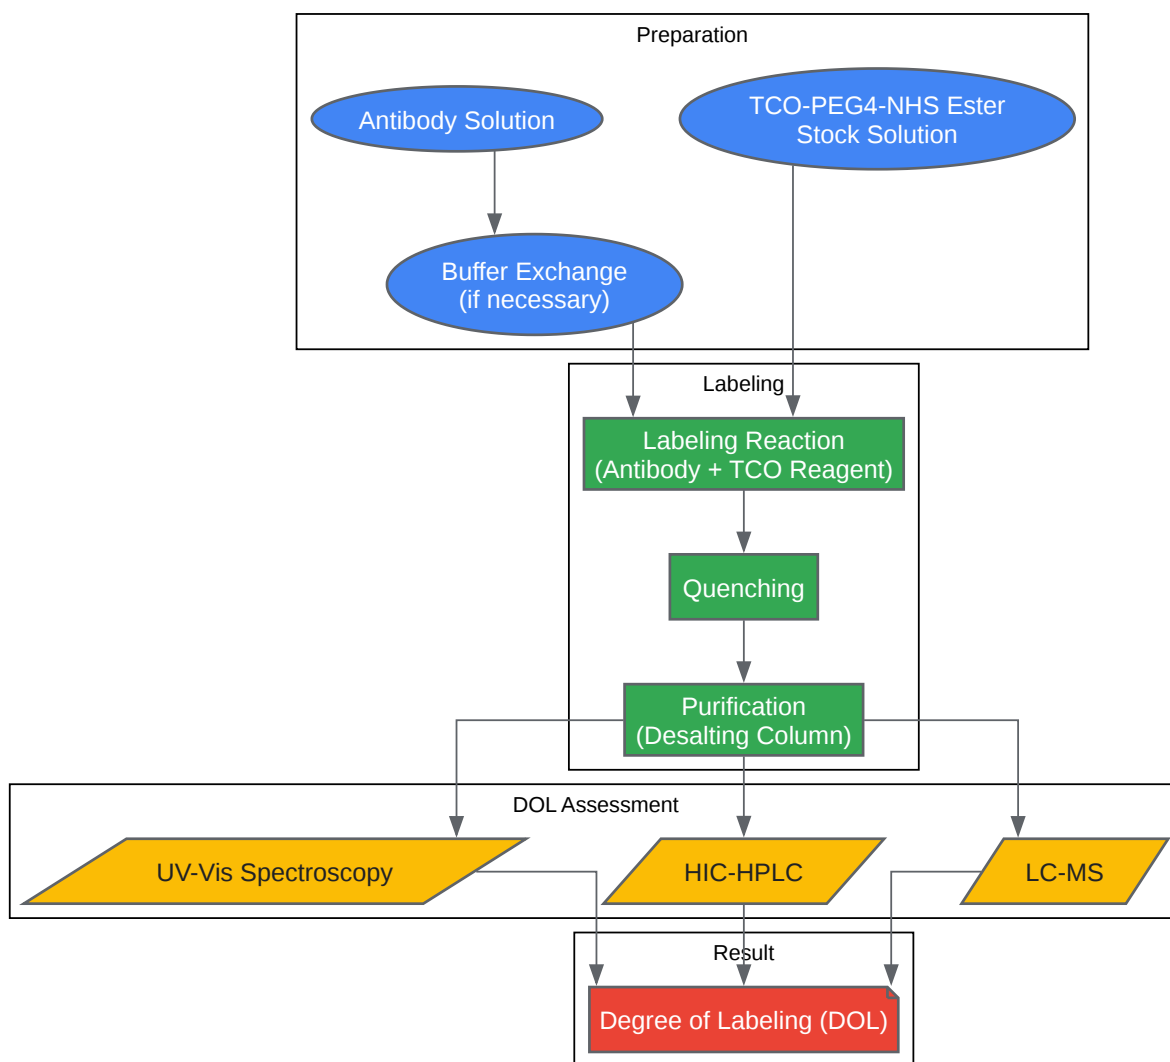 Preparation
Antibody Solution
TCO-PEG4-NHS Ester
Stock Solution
Buffer Exchange
(if necessary)
Labeling
Labeling Reaction
(Antibody + TCO Reagent)
Quenching
Purification
(Desalting Column)
DOL Assessment
UV-Vis Spectroscopy
HIC-HPLC
LC-MS
Result
Degree of Labeling (DOL)